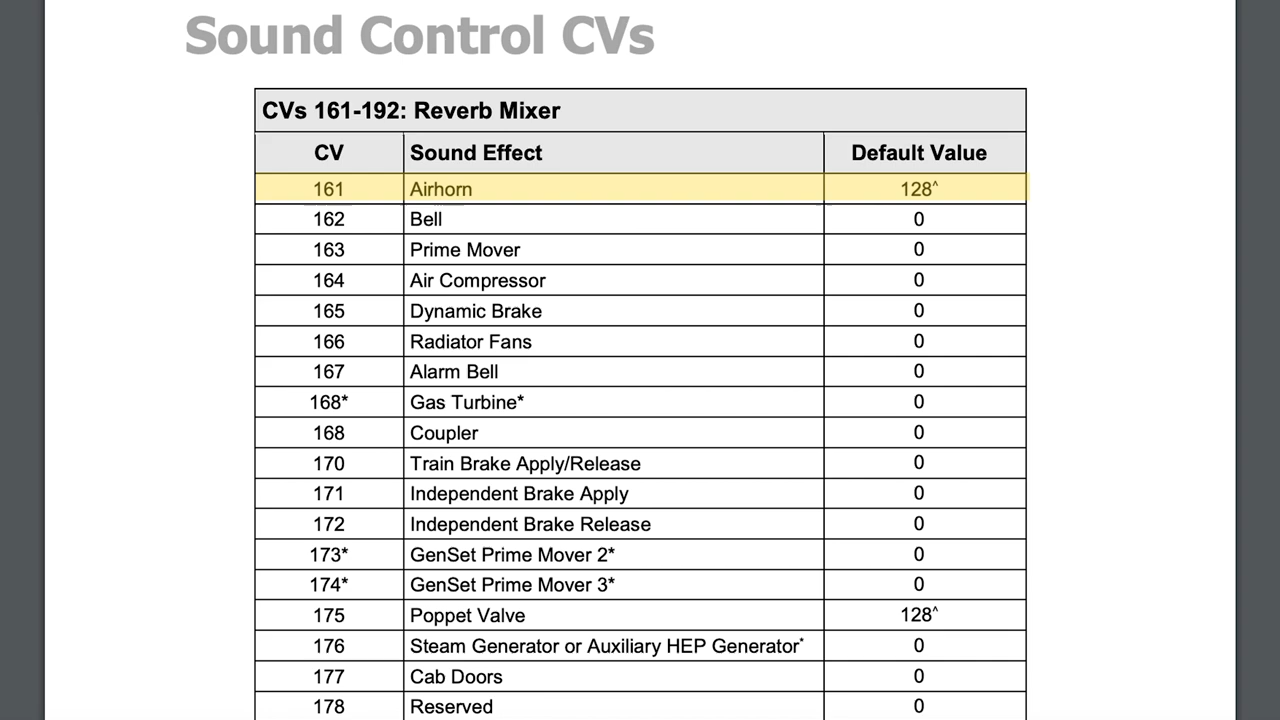 Sound Control CVs
CVs 161-192: Reverb Mixer
CV Sound Effect Default Value
161 Airhorn 128^
162 Bell 0
163 Prime Mover 0
164 Air Compressor 0
165 Dynamic Brake 0
166 Radiator Fans 0
167 Alarm Bell 0
168* Gas Turbine* 0
168 Coupler 0
170 Train Brake Apply/Release 0
171 Independent Brake Apply 0
172 Independent Brake Release 0
173* GenSet Prime Mover 2* 0
174* GenSet Prime Mover 3* 0
175 Poppet Valve 128^
176 Steam Generator or Auxiliary HEP Generator* 0
177 Cab Doors 0
178 Reserved 0